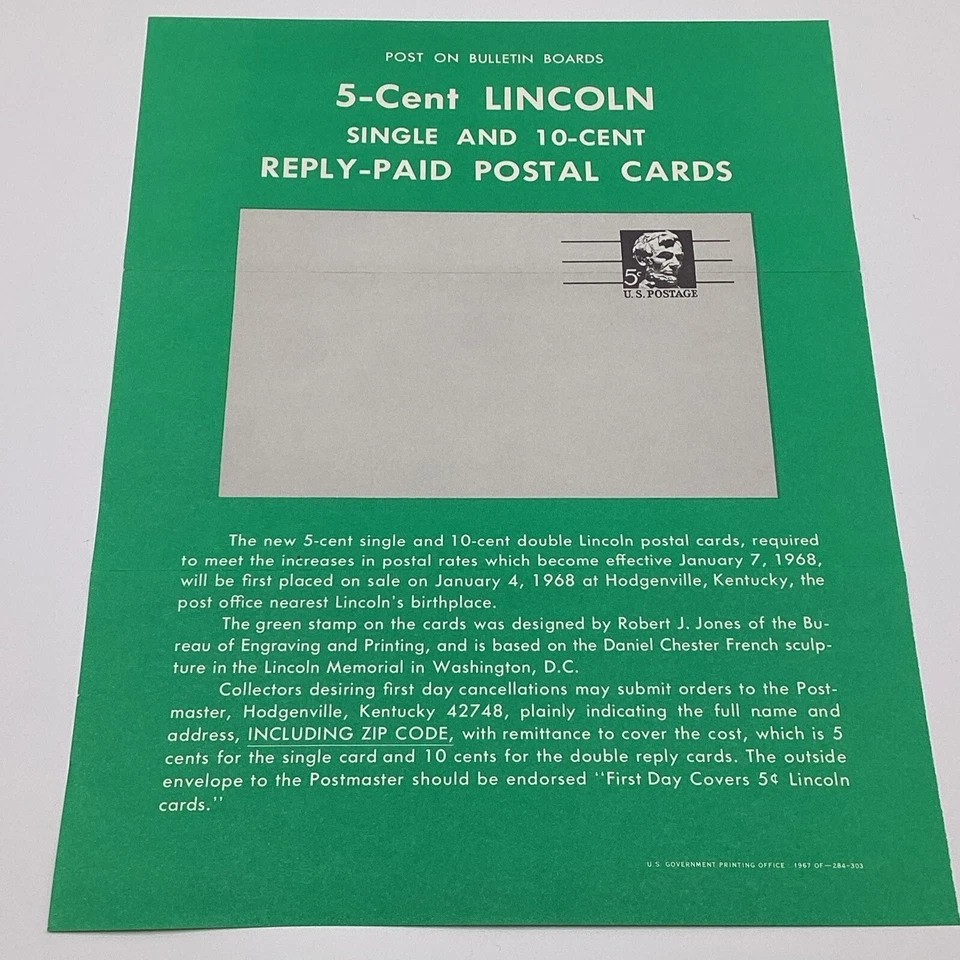 POST ON BULLETIN BOARDS
5-Cent LINCOLN
SINGLE AND 10-CENT
REPLY-PAID POSTAL CARDS
5c
U.S. POSTAGE
The new 5-cent single and 10-cent double Lincoln postal cards, required
to meet the increases in postal rates which become effective January 7, 1968,
will be first placed on sale on January 4, 1968 at Hodgenville, Kentucky, the
post office nearest Lincoln's birthplace.
The green stamp on the cards was designed by Robert J. Jones of the Bu-
reau of Engraving and Printing, and is based on the Daniel Chester French sculp-
ture in the Lincoln Memorial in Washington, D.C.
Collectors desiring first day cancellations may submit orders to the Post-
master, Hodgenville, Kentucky 42748, plainly indicating the full name and
address, INCLUDING ZIP CODE, with remittance to cover the cost, which is 5
cents for the single card and 10 cents for the double reply cards. The outside
envelope to the Postmaster should be endorsed "First Day Covers 5¢ Lincoln
cards."
U.S. GOVERNMENT PRINTING OFFICE : 1967 OF—284-303